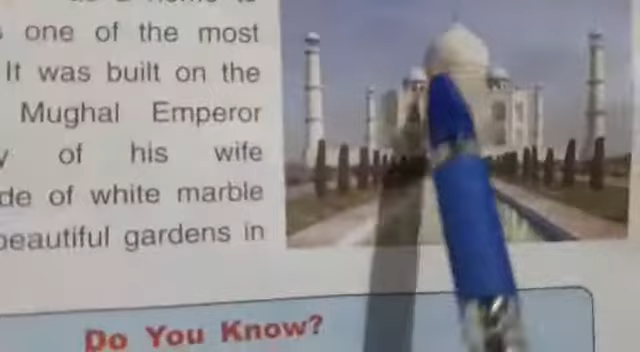 one of the most
It was built on the
Mughal Emperor
of his wife
of white marble
beautiful gardens in
Do You Know?